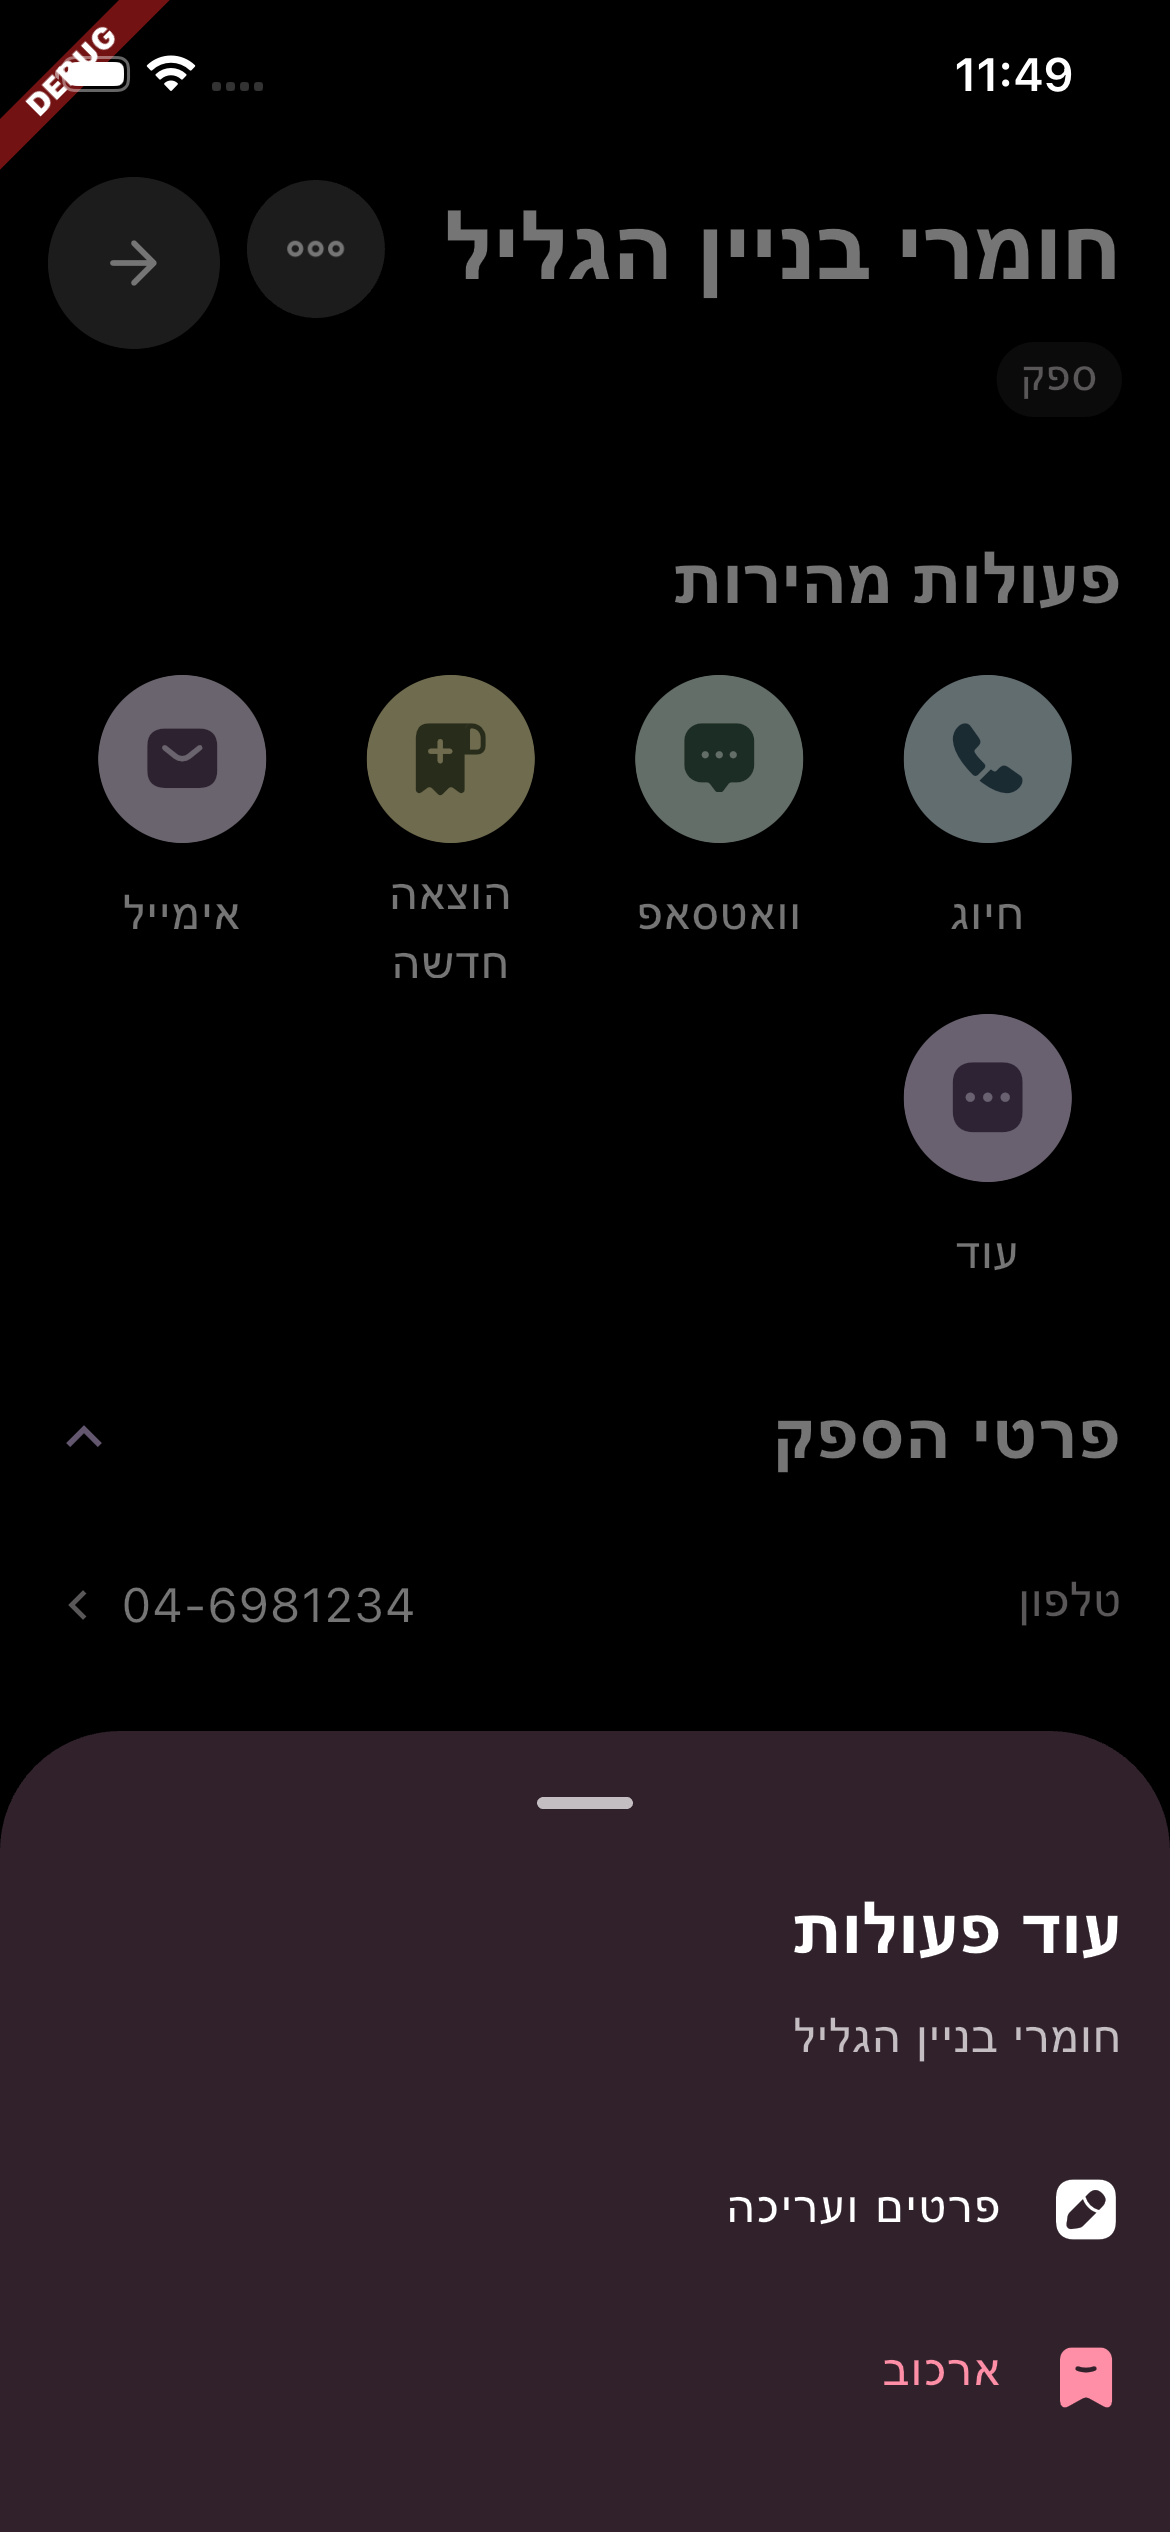 DEBUG
11:49
חומרי בניין הגליל
ספק
פעולות מהירות
חיוג
וואטסאפ
הוצאה
חדשה
אימייל
עוד
פרטי הספק
טלפון
04-6981234
עוד פעולות
חומרי בניין הגליל
פרטים ועריכה
ארכוב